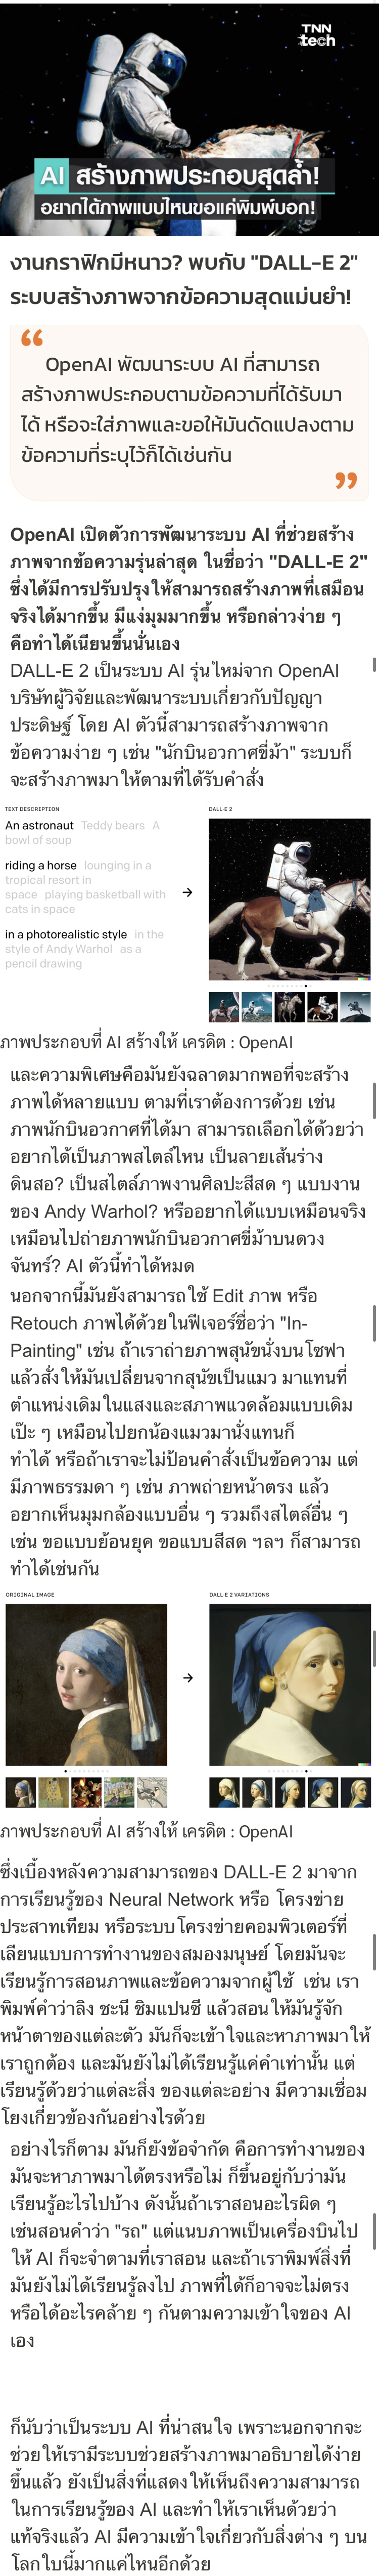 TNN
tech
AI สร้างภาพประกอบสุดล้ำ!
อยากได้ภาพแบบไหนขอแค่พิมพ์บอก!
งานกราฟิกมีหนาว? พบกับ "DALL-E 2"
ระบบสร้างภาพจากข้อความสุดแม่นยำ!
“
OpenAI พัฒนาระบบ AI ที่สามารถ
สร้างภาพประกอบตามข้อความที่ได้รับมา
ได้ หรือจะใส่ภาพและขอให้มันดัดแปลงตาม
ข้อความที่ระบุไว้ก็ได้เช่นกัน
”
OpenAI เปิดตัวการพัฒนาระบบ AI ที่ช่วยสร้าง
ภาพจากข้อความรุ่นล่าสุด ในชื่อว่า "DALL-E 2"
ซึ่งได้มีการปรับปรุงให้สามารถสร้างภาพที่เสมือน
จริงได้มากขึ้น มีแง่มุมมากขึ้น หรือกล่าวง่าย ๆ
คือทำได้เนียนขึ้นนั่นเอง
DALL-E 2 เป็นระบบ AI รุ่นใหม่จาก OpenAI
บริษัทผู้วิจัยและพัฒนาระบบเกี่ยวกับปัญญา
ประดิษฐ์ โดย AI ตัวนี้สามารถสร้างภาพจาก
ข้อความง่าย ๆ เช่น "นักบินอวกาศขี่ม้า" ระบบก็
จะสร้างภาพมาให้ตามที่ได้รับคำสั่ง
TEXT DESCRIPTION
An astronaut Teddy bears A
bowl of soup
riding a horse lounging in a
tropical resort in
space playing basketball with
cats in space
in a photorealistic style in the
style of Andy Warhol as a
pencil drawing
→
DALL·E 2
ภาพประกอบที่ AI สร้างให้ เครดิต : OpenAI
และความพิเศษคือมันยังฉลาดมากพอที่จะสร้าง
ภาพได้หลายแบบ ตามที่เราต้องการด้วย เช่น
ภาพนักบินอวกาศที่ได้มา สามารถเลือกได้ด้วยว่า
อยากได้เป็นภาพสไตล์ไหน เป็นลายเส้นร่าง
ดินสอ? เป็นสไตล์ภาพงานศิลปะสีสด ๆ แบบงาน
ของ Andy Warhol? หรืออยากได้แบบเหมือนจริง
เหมือนไปถ่ายภาพนักบินอวกาศขี่ม้าบนดวง
จันทร์? AI ตัวนี้ทำได้หมด
นอกจากนี้มันยังสามารถใช้ Edit ภาพ หรือ
Retouch ภาพได้ด้วยในฟีเจอร์ชื่อว่า "In-
Painting" เช่น ถ้าเราถ่ายภาพสุนัขนั่งบนโซฟา
แล้วสั่งให้มันเปลี่ยนจากสุนัขเป็นแมว มาแทนที่
ตำแหน่งเดิมในแสงและสภาพแวดล้อมแบบเดิม
เป๊ะ ๆ เหมือนไปยกน้องแมวมานั่งแทนก็
ทำได้ หรือถ้าเราจะไม่ป้อนคำสั่งเป็นข้อความ แต่
มีภาพธรรมดา ๆ เช่น ภาพถ่ายหน้าตรง แล้ว
อยากเห็นมุมกล้องแบบอื่น ๆ รวมถึงสไตล์อื่น ๆ
เช่น ขอแบบย้อนยุค ขอแบบสีสด ฯลฯ ก็สามารถ
ทำได้เช่นกัน
ORIGINAL IMAGE
→
DALL·E 2 VARIATIONS
ภาพประกอบที่ AI สร้างให้ เครดิต : OpenAI
ซึ่งเบื้องหลังความสามารถของ DALL-E 2 มาจาก
การเรียนรู้ของ Neural Network หรือ โครงข่าย
ประสาทเทียม หรือระบบโครงข่ายคอมพิวเตอร์ที่
เลียนแบบการทำงานของสมองมนุษย์ โดยมันจะ
เรียนรู้การสอนภาพและข้อความจากผู้ใช้ เช่น เรา
พิมพ์คำว่าลิง ชะนี ชิมแปนซี แล้วสอนให้มันรู้จัก
หน้าตาของแต่ละตัว มันก็จะเข้าใจและหาภาพมาให้
เราถูกต้อง และมันยังไม่ได้เรียนรู้แค่คำเท่านั้น แต่
เรียนรู้ด้วยว่าแต่ละสิ่ง ของแต่ละอย่าง มีความเชื่อม
โยงเกี่ยวข้องกันอย่างไรด้วย
อย่างไรก็ตาม มันก็ยังข้อจำกัด คือการทำงานของ
มันจะหาภาพมาได้ตรงหรือไม่ ก็ขึ้นอยู่กับว่ามัน
เรียนรู้อะไรไปบ้าง ดังนั้นถ้าเราสอนอะไรผิด ๆ
เช่นสอนคำว่า "รถ" แต่แนบภาพเป็นเครื่องบินไป
ให้ AI ก็จะจำตามที่เราสอน และถ้าเราพิมพ์สิ่งที่
มันยังไม่ได้เรียนรู้ลงไป ภาพที่ได้ก็อาจจะไม่ตรง
หรือได้อะไรคล้าย ๆ กันตามความเข้าใจของ AI
เอง
ก็นับว่าเป็นระบบ AI ที่น่าสนใจ เพราะนอกจากจะ
ช่วยให้เรามีระบบช่วยสร้างภาพมาอธิบายได้ง่าย
ขึ้นแล้ว ยังเป็นสิ่งที่แสดงให้เห็นถึงความสามารถ
ในการเรียนรู้ของ AI และทำให้เราเห็นด้วยว่า
แท้จริงแล้ว AI มีความเข้าใจเกี่ยวกับสิ่งต่าง ๆ บน
โลกใบนี้มากแค่ไหนอีกด้วย